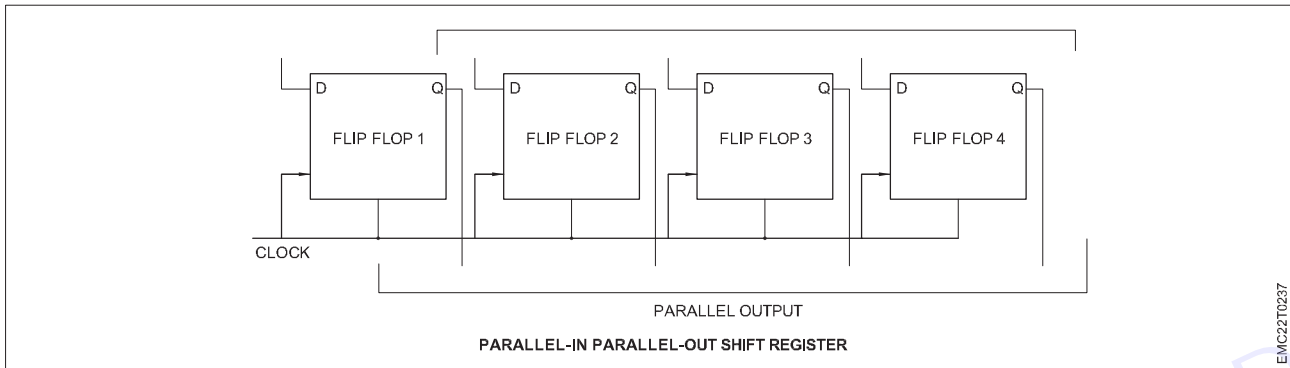 D Q D Q D Q D Q
FLIP FLOP 1 FLIP FLOP 2 FLIP FLOP 3 FLIP FLOP 4
CLOCK
PARALLEL OUTPUT
PARALLEL-IN PARALLEL-OUT SHIFT REGISTER
EMC22T0237